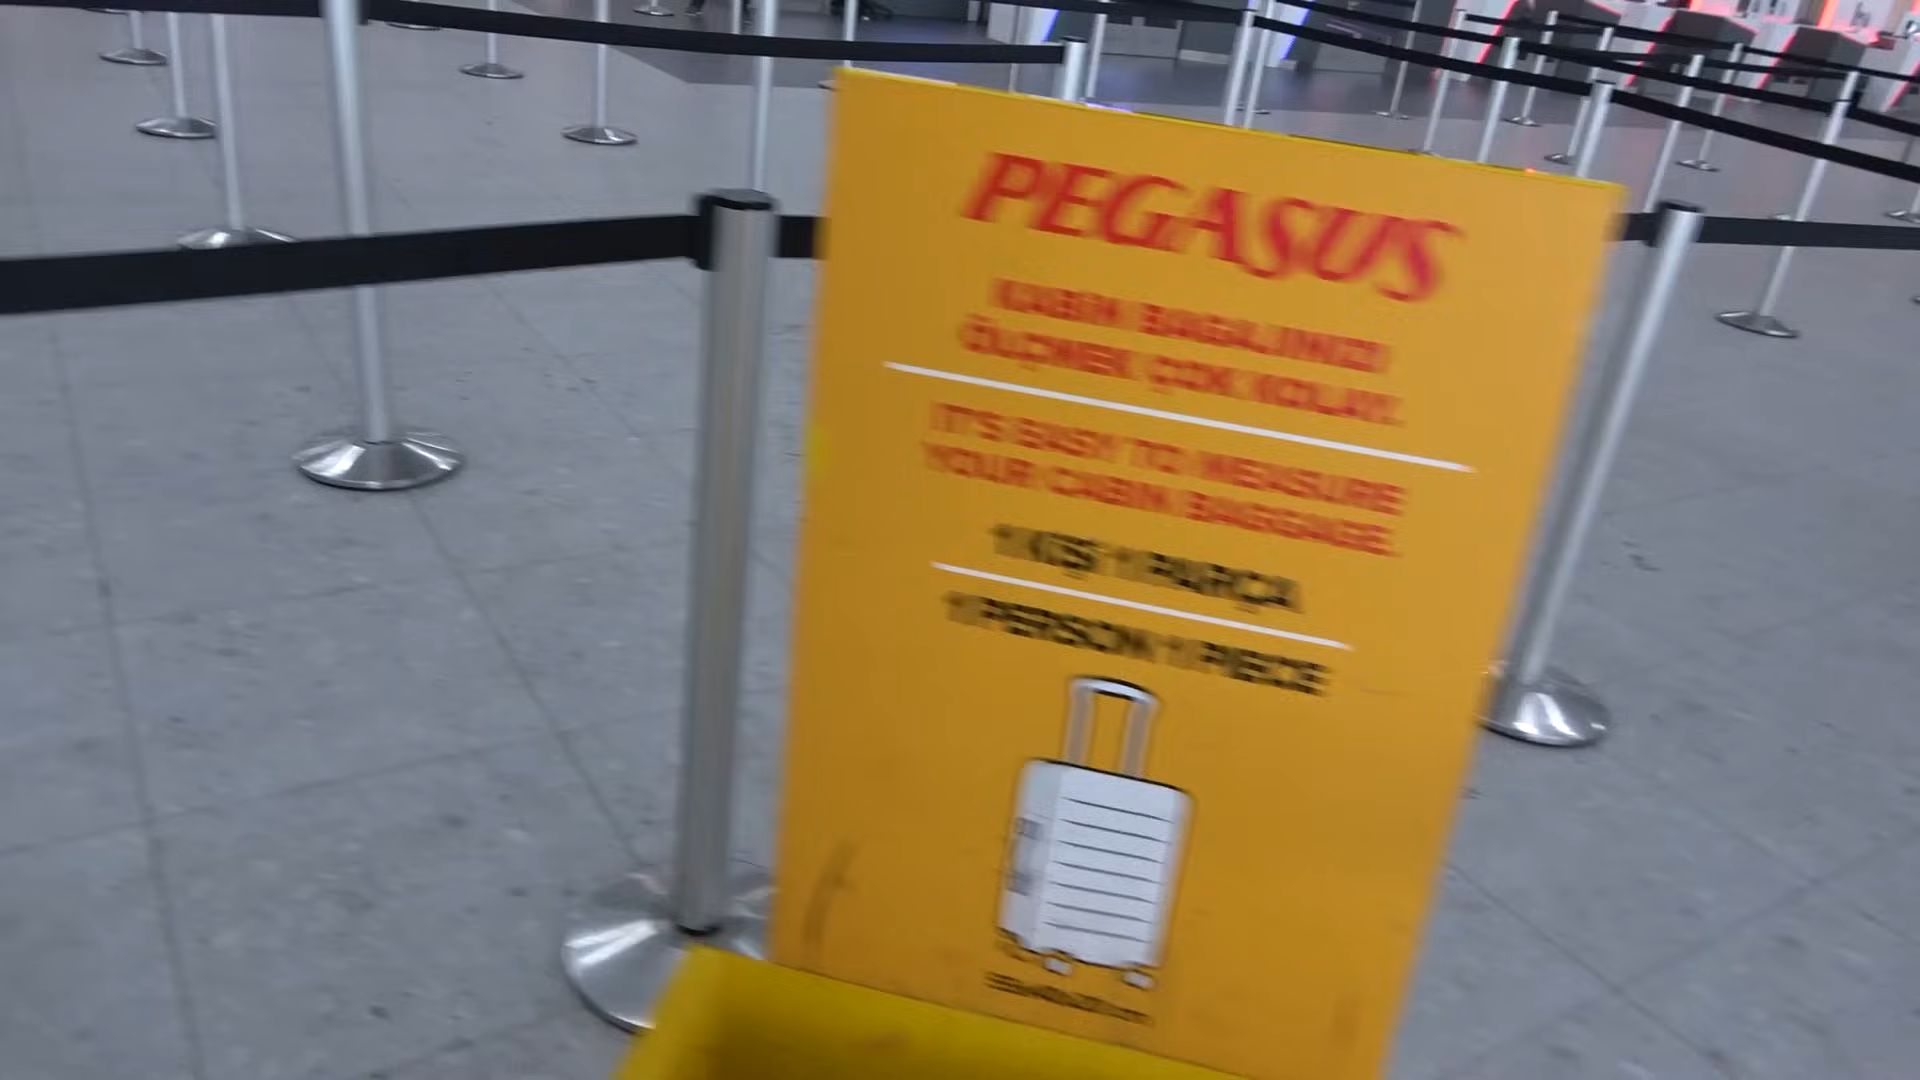 PEGASUS
KABİN BAGAJINIZI
ÖLÇMEK ÇOK KOLAY.
IT'S EASY TO MEASURE
YOUR CABIN BAGGAGE.
1 KİŞİ 1 PARÇA
1 PERSON 1 PIECE